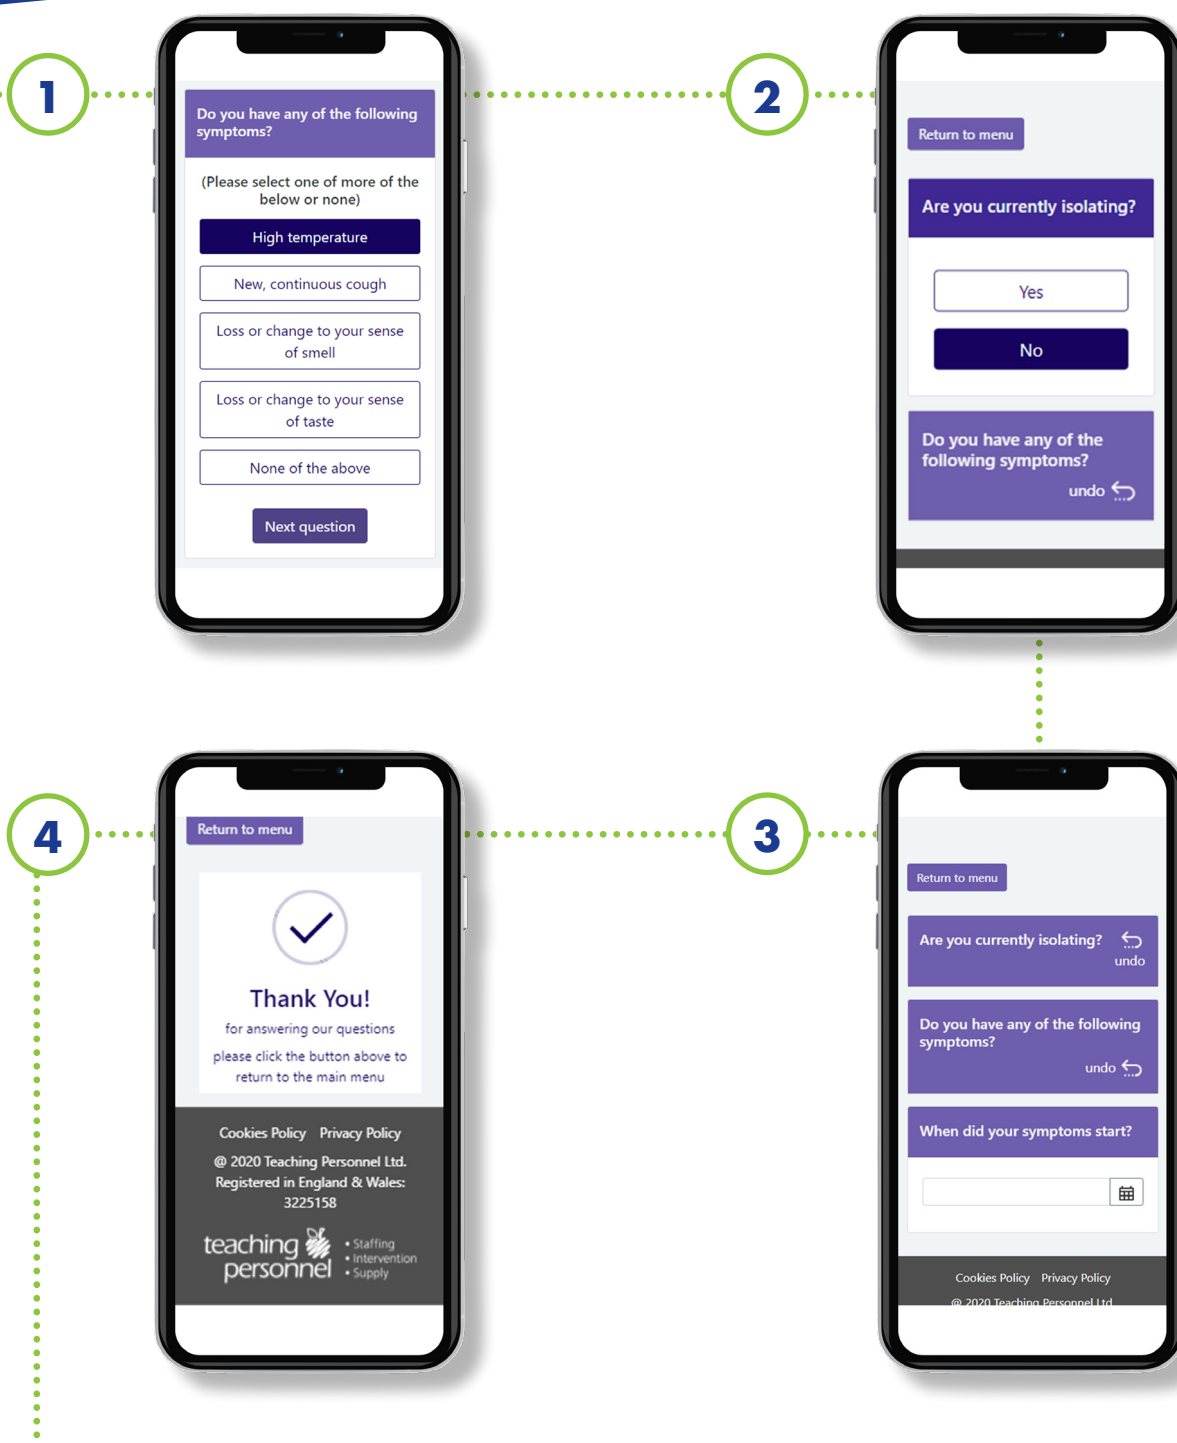 1
Do you have any of the following
symptoms?
(Please select one of more of the
below or none)
High temperature
New, continuous cough
Loss or change to your sense
of smell
Loss or change to your sense
of taste
None of the above
Next question
2
Return to menu
Are you currently isolating?
Yes
No
Do you have any of the
following symptoms?
undo
3
Return to menu
Are you currently isolating?
undo
Do you have any of the following
symptoms?
undo
When did your symptoms start?
Cookies Policy Privacy Policy
@ 2020 Teaching Personnel Ltd
4
Return to menu
Thank You!
for answering our questions
please click the button above to
return to the main menu
Cookies Policy Privacy Policy
@ 2020 Teaching Personnel Ltd.
Registered in England & Wales:
3225158
teaching
personnel
• Staffing
• Intervention
• Supply